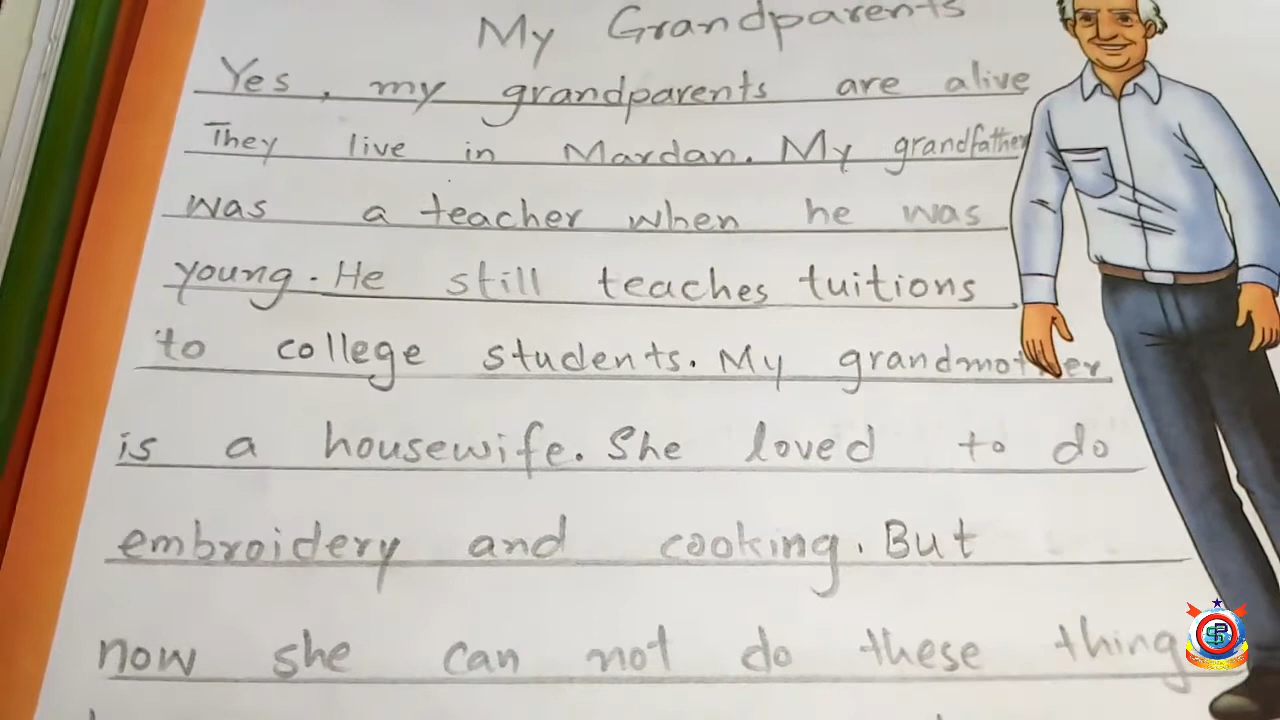 My Grandparents
Yes, my grandparents are alive
They live in Mardan. My grandfather
was a teacher when he was
young. He still teaches tuitions
to college students. My grandmother
is a housewife. She loved to do
embroidery and cooking. But
now she can not do these thing